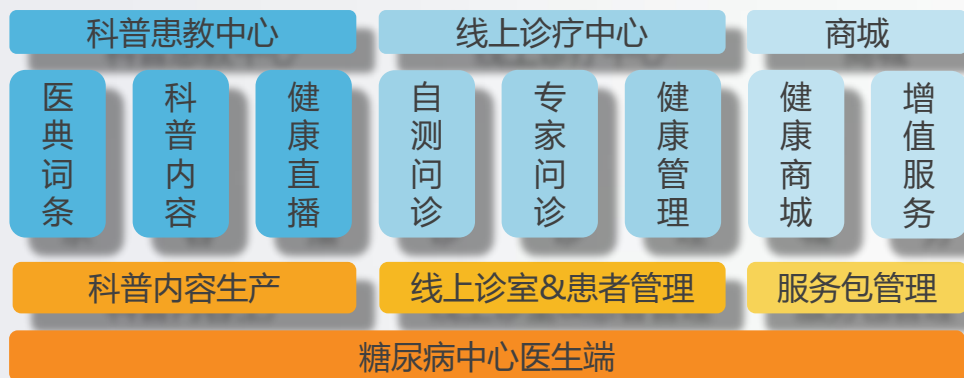 科普患教中心
线上诊疗中心
商城
医典词条
科普内容
健康直播
自测问诊
专家问诊
健康管理
健康商城
增值服务
科普内容生产
线上诊室&患者管理
服务包管理
糖尿病中心医生端